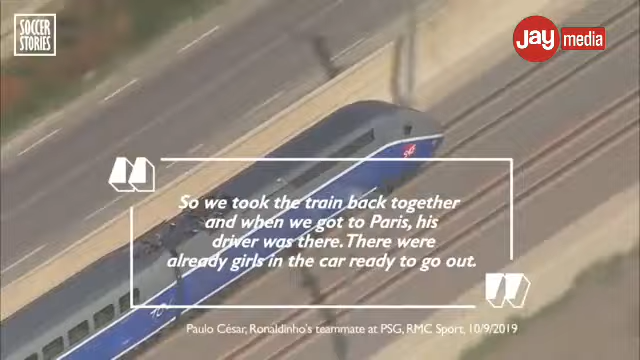 SOCCER
STORIES
Jay media
So we took the train back together
and when we got to Paris, his
driver was there. There were
already girls in the car ready to go out.
Paulo César, Ronaldinho's teammate at PSG, RMC Sport, 10/9/2019
TGV